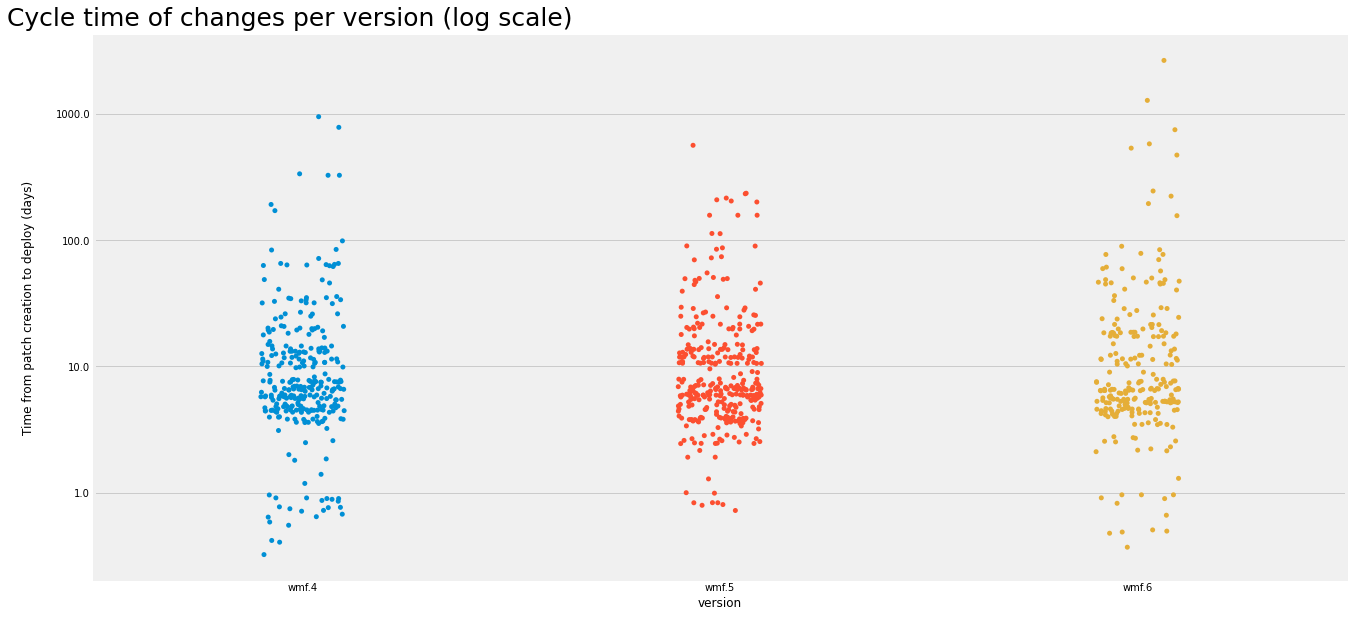 Cycle time of changes per version (log scale)
Time from patch creation to deploy (days)
1000.0
100.0
10.0
1.0
wmf.4
wmf.5
wmf.6
version